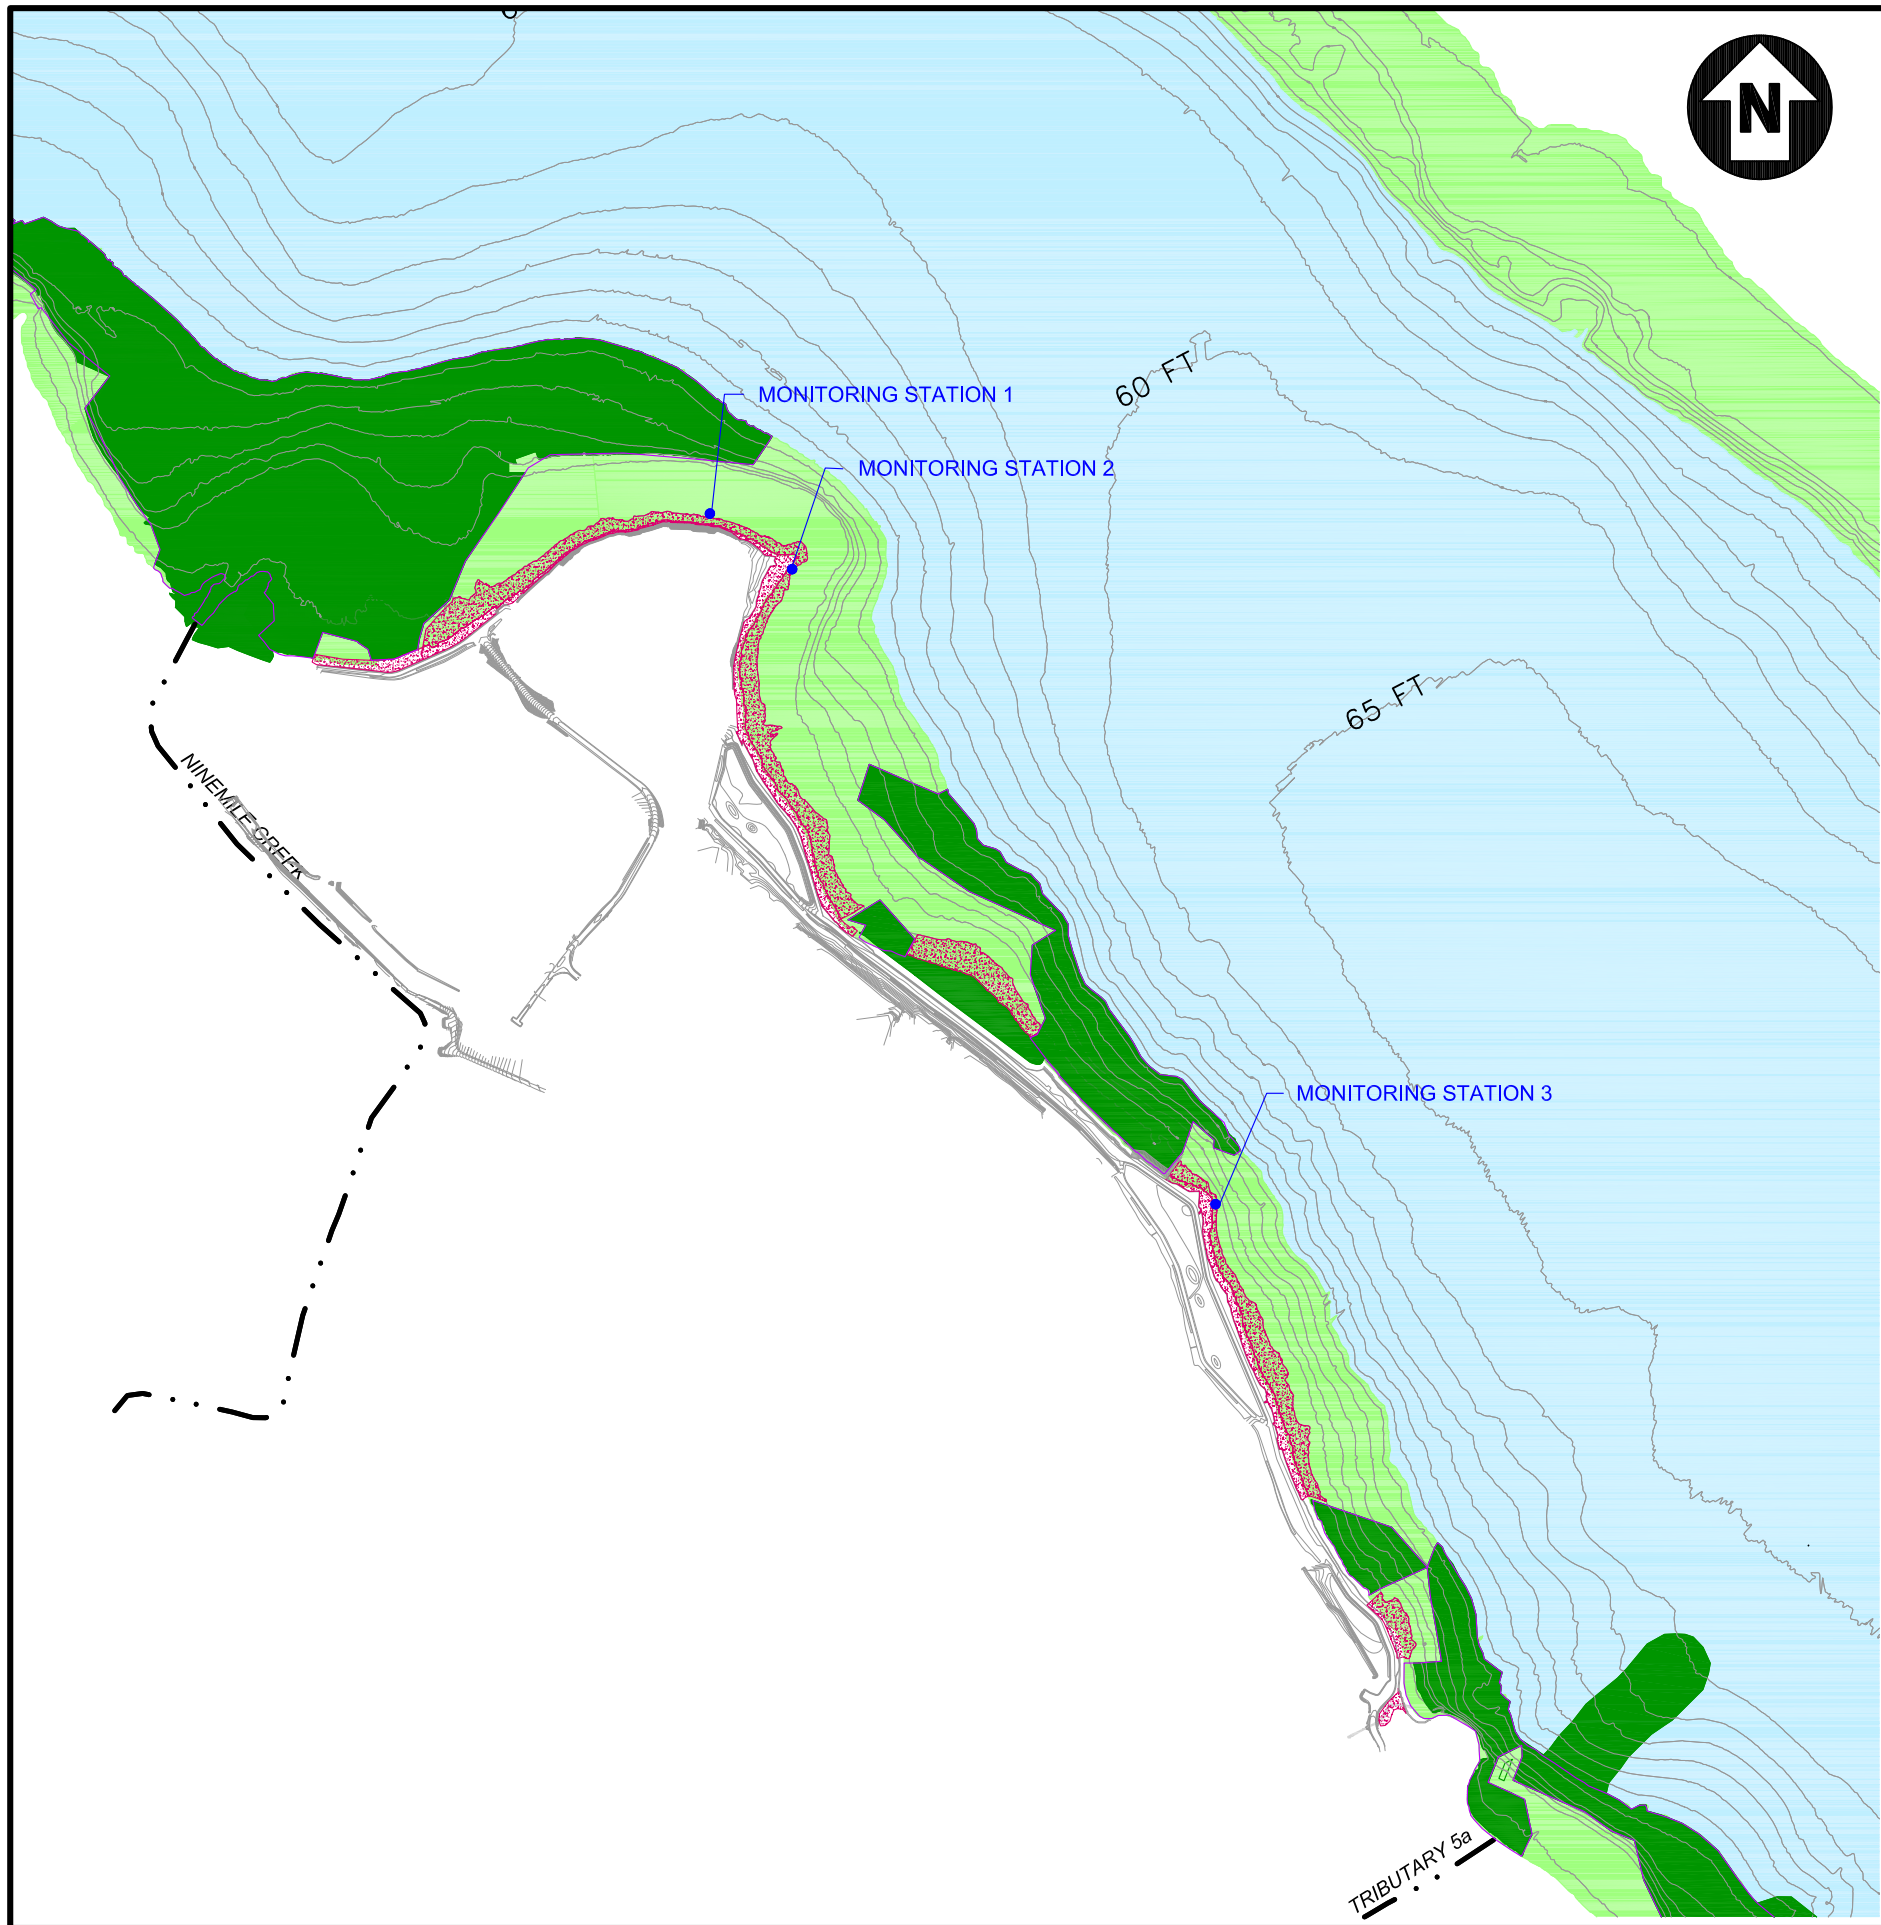 N
MONITORING STATION 1
60 FT
MONITORING STATION 2
65 FT
NINEMILE CREEK
MONITORING STATION 3
TRIBUTARY 5a